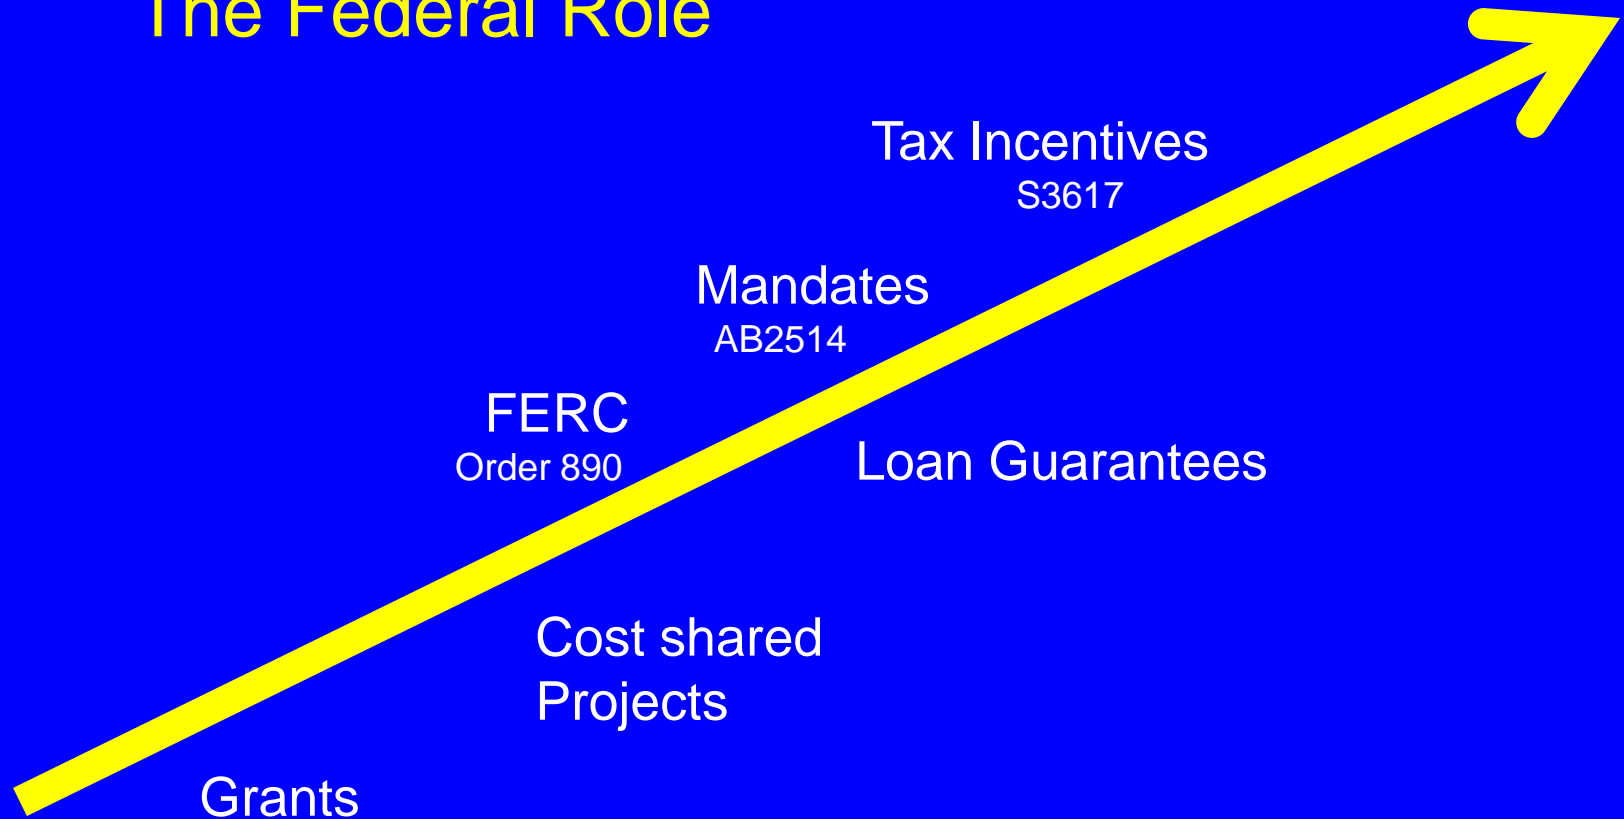 The Federal Role
Tax Incentives
S3617
Mandates
AB2514
FERC
Order 890
Loan Guarantees
Cost shared
Projects
Grants